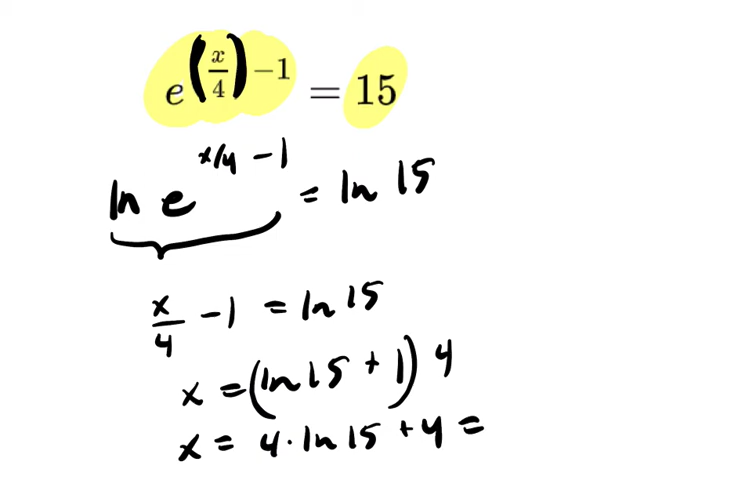 e^((x/4)-1) = 15
ln e^(x/4 - 1) = ln 15
x/4 - 1 = ln 15
x = (ln 15 + 1) 4
x = 4 · ln 15 + 4 =